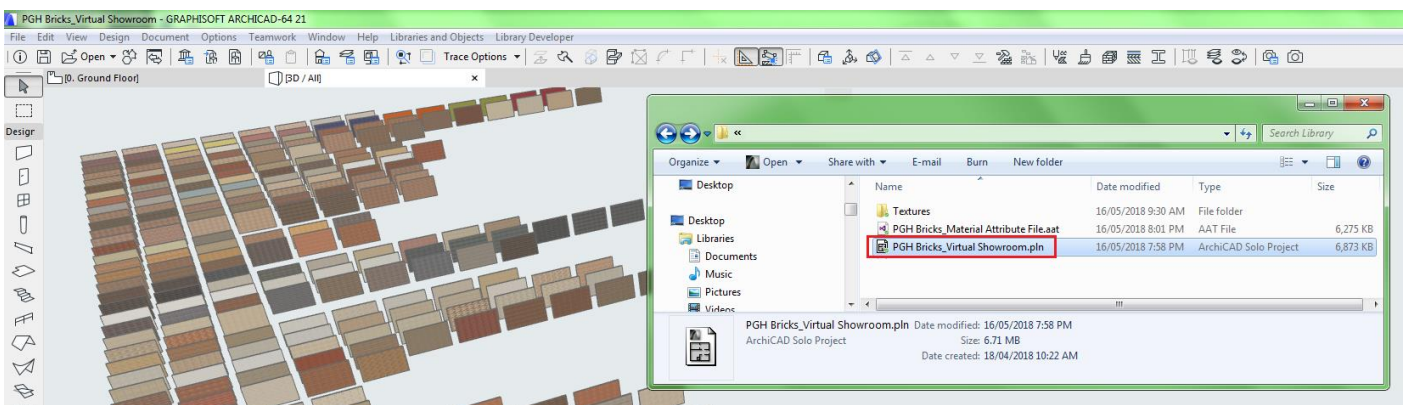 PGH Bricks_Virtual Showroom - GRAPHISOFT ARCHICAD-64 21
File Edit View Design Document Options Teamwork Window Help Libraries and Objects Library Developer
Open Trace Options
[0. Ground Floor] [3D / All] x
Design
«
Search Library
Organize Open Share with E-mail Burn New folder
Desktop
Desktop
Libraries
Documents
Music
Pictures
Videos
Name Date modified Type Size
Textures 16/05/2018 9:30 AM File folder
PGH Bricks_Material Attribute File.aat 16/05/2018 8:01 PM AAT File 6,275 KB
PGH Bricks_Virtual Showroom.pln 16/05/2018 7:58 PM ArchiCAD Solo Project 6,873 KB
PGH Bricks_Virtual Showroom.pln Date modified: 16/05/2018 7:58 PM
ArchiCAD Solo Project Size: 6.71 MB
Date created: 18/04/2018 10:22 AM